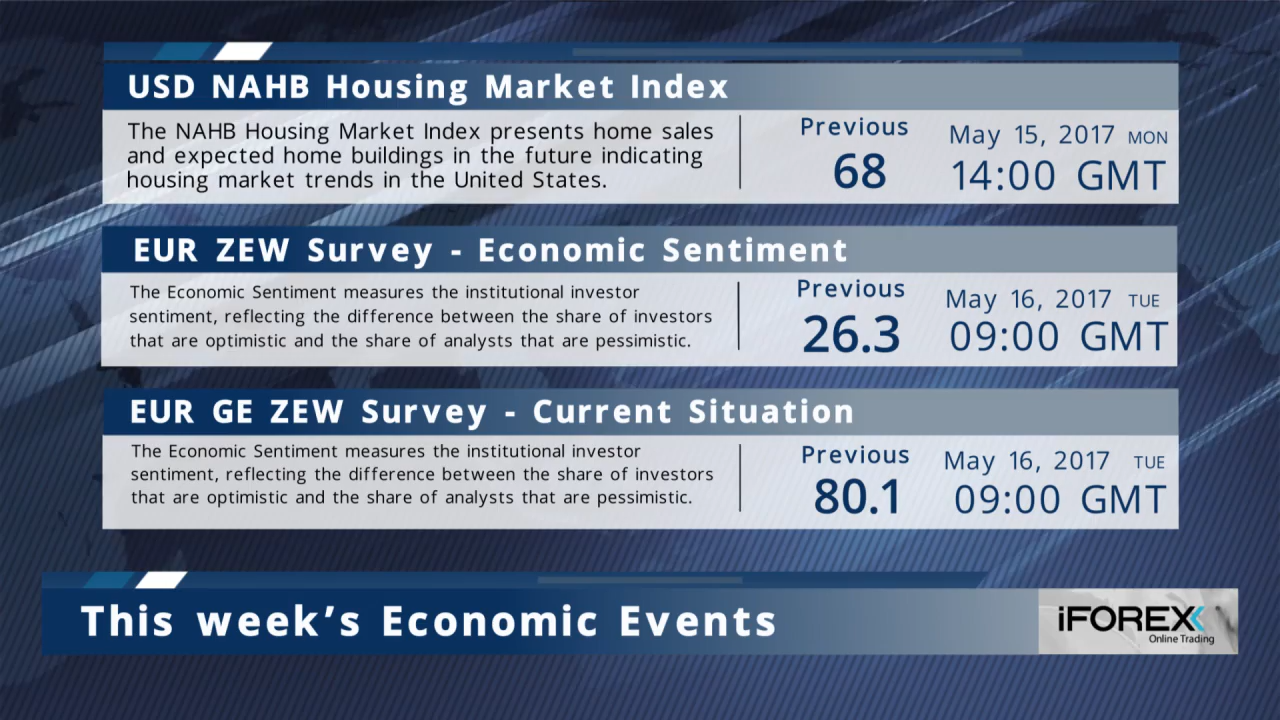 USD NAHB Housing Market Index
The NAHB Housing Market Index presents home sales
and expected home buildings in the future indicating
housing market trends in the United States.
Previous
68
May 15, 2017 MON
14:00 GMT
EUR ZEW Survey - Economic Sentiment
The Economic Sentiment measures the institutional investor
sentiment, reflecting the difference between the share of investors
that are optimistic and the share of analysts that are pessimistic.
Previous
26.3
May 16, 2017 TUE
09:00 GMT
EUR GE ZEW Survey - Current Situation
The Economic Sentiment measures the institutional investor
sentiment, reflecting the difference between the share of investors
that are optimistic and the share of analysts that are pessimistic.
Previous
80.1
May 16, 2017 TUE
09:00 GMT
This week's Economic Events
iFOREX
Online Trading